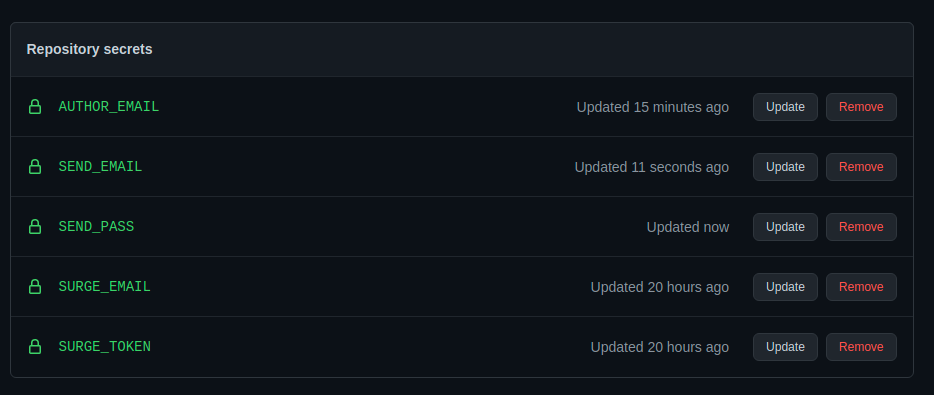 Repository secrets
AUTHOR_EMAIL Updated 15 minutes ago Update Remove
SEND_EMAIL Updated 11 seconds ago Update Remove
SEND_PASS Updated now Update Remove
SURGE_EMAIL Updated 20 hours ago Update Remove
SURGE_TOKEN Updated 20 hours ago Update Remove